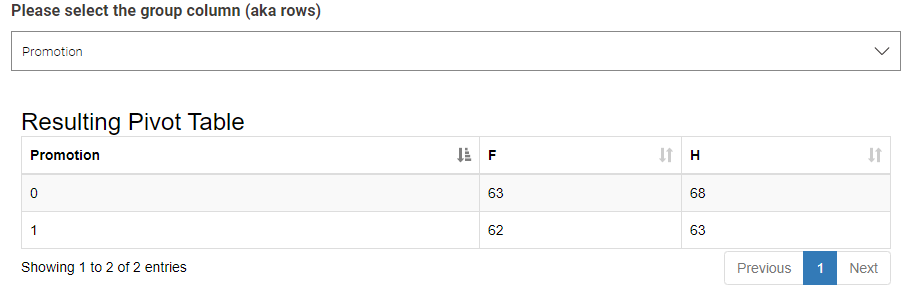 Please select the group column (aka rows)
Promotion
Resulting Pivot Table
Promotion F H
0 63 68
1 62 63
Showing 1 to 2 of 2 entries
Previous 1 Next